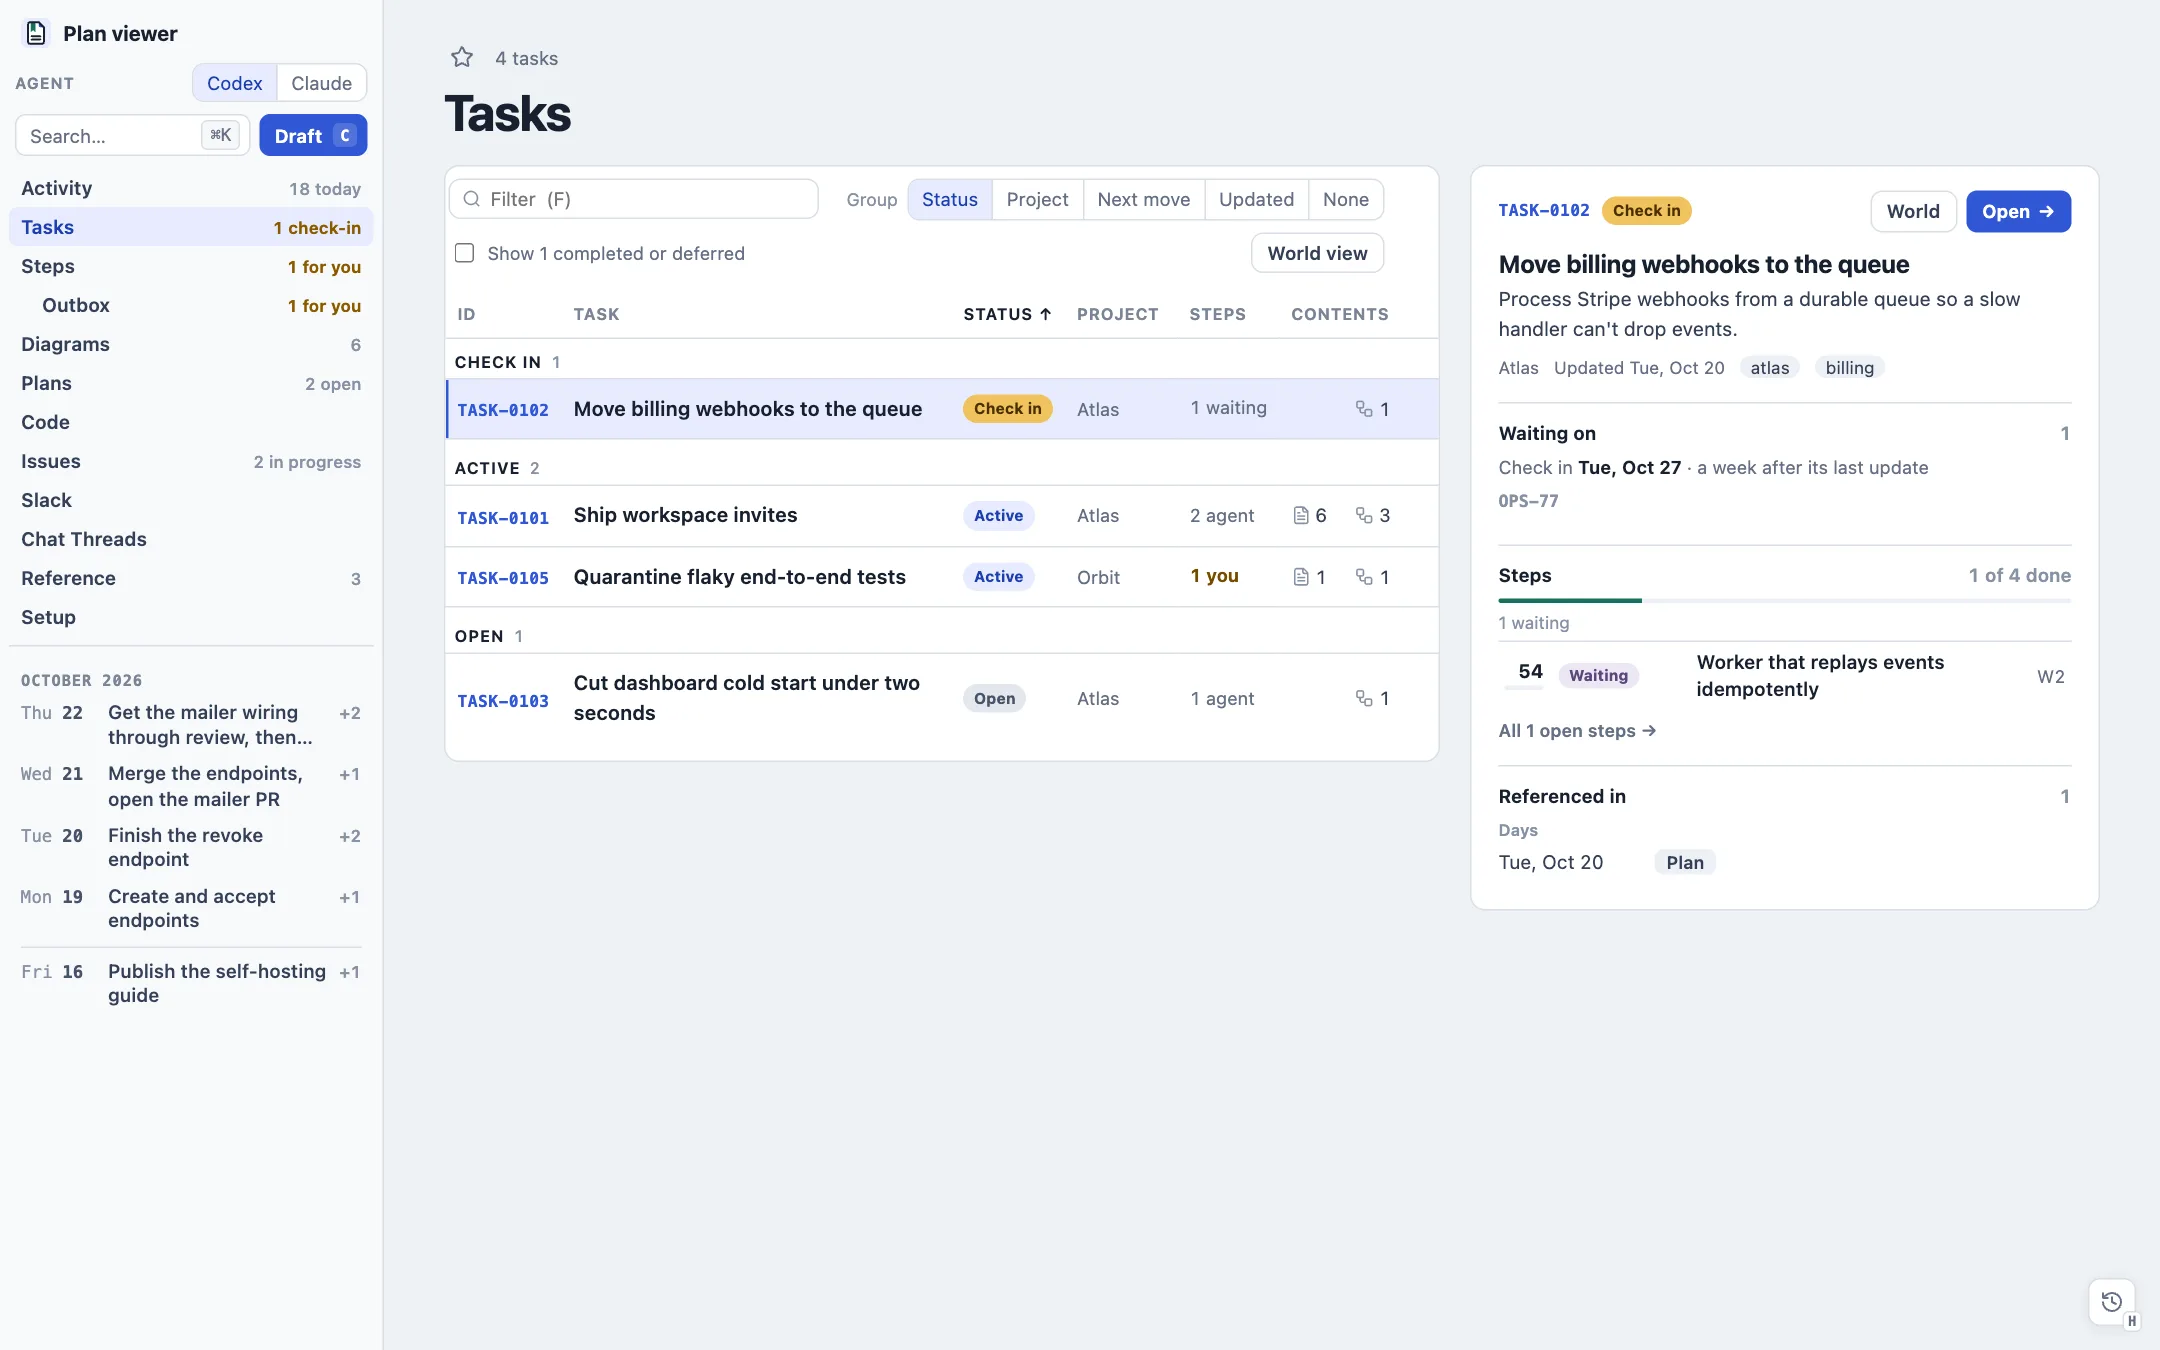 Plan viewer
AGENT
Codex
Claude
Search...
⌘K
Draft C
Activity 18 today
Tasks 1 check-in
Steps 1 for you
Outbox 1 for you
Diagrams 6
Plans 2 open
Code
Issues 2 in progress
Slack
Chat Threads
Reference 3
Setup
OCTOBER 2026
Thu 22 Get the mailer wiring +2
through review, then...
Wed 21 Merge the endpoints, +1
open the mailer PR
Tue 20 Finish the revoke +2
endpoint
Mon 19 Create and accept +1
endpoints
Fri 16 Publish the self-hosting +1
guide
4 tasks
Tasks
Filter (F)
Group Status Project Next move Updated None
Show 1 completed or deferred
World view
ID TASK STATUS ↑ PROJECT STEPS CONTENTS
CHECK IN 1
TASK-0102 Move billing webhooks to the queue Check in Atlas 1 waiting 1
ACTIVE 2
TASK-0101 Ship workspace invites Active Atlas 2 agent 6 3
TASK-0105 Quarantine flaky end-to-end tests Active Orbit 1 you 1 1
OPEN 1
TASK-0103 Cut dashboard cold start under two seconds Open Atlas 1 agent 1
TASK-0102 Check in World Open →
Move billing webhooks to the queue
Process Stripe webhooks from a durable queue so a slow
handler can't drop events.
Atlas Updated Tue, Oct 20 atlas billing
Waiting on 1
Check in Tue, Oct 27 · a week after its last update
OPS-77
Steps 1 of 4 done
1 waiting
54 Waiting Worker that replays events idempotently W2
All 1 open steps →
Referenced in 1
Days
Tue, Oct 20 Plan
H